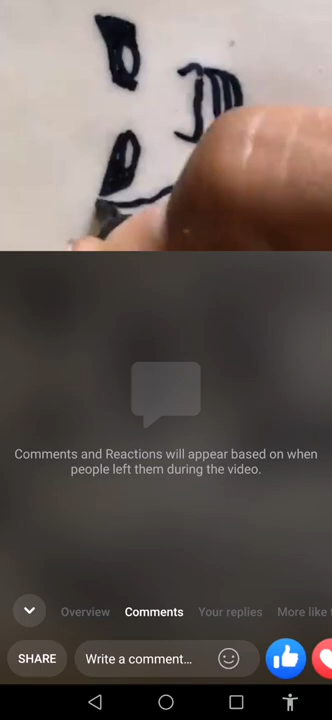 Comments and Reactions will appear based on when
people left them during the video.
Overview
Comments
Your replies
More like
SHARE
Write a comment...